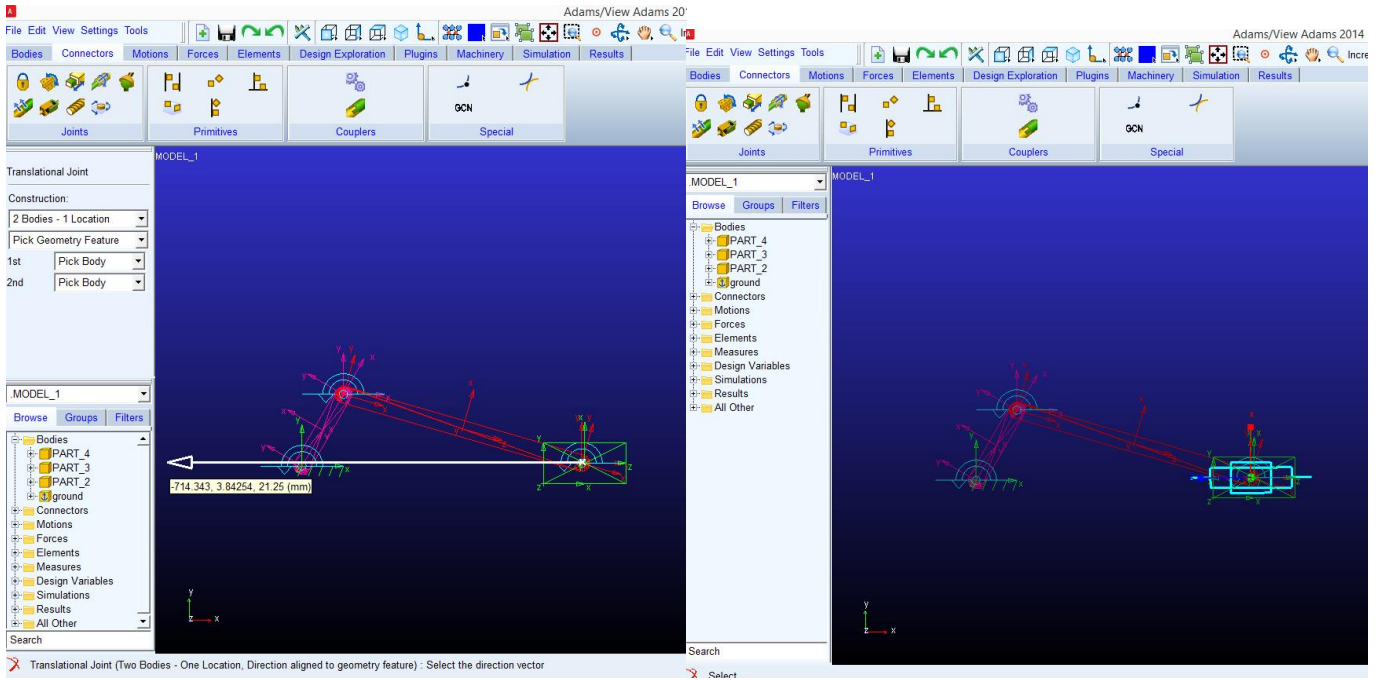 Adams/View Adams 201
File Edit View Settings Tools
Bodies Connectors Motions Forces Elements Design Exploration Plugins Machinery Simulation Results
GCN
Joints Primitives Couplers Special
Translational Joint
Construction:
2 Bodies - 1 Location
Pick Geometry Feature
1st Pick Body
2nd Pick Body
.MODEL_1
Browse Groups Filters
Bodies
PART_4
PART_3
PART_2
ground
Connectors
Motions
Forces
Elements
Measures
Design Variables
Simulations
Results
All Other
Search
MODEL_1
-714.343, 3.84254, 21.25 (mm)
y
z x
Translational Joint (Two Bodies - One Location, Direction aligned to geometry feature) : Select the direction vector
Adams/View Adams 2014
File Edit View Settings Tools
Incre
Bodies Connectors Motions Forces Elements Design Exploration Plugins Machinery Simulation Results
GCN
Joints Primitives Couplers Special
.MODEL_1
Browse Groups Filters
Bodies
PART_4
PART_3
PART_2
ground
Connectors
Motions
Forces
Elements
Measures
Design Variables
Simulations
Results
All Other
Search
MODEL_1
y
z x
Select